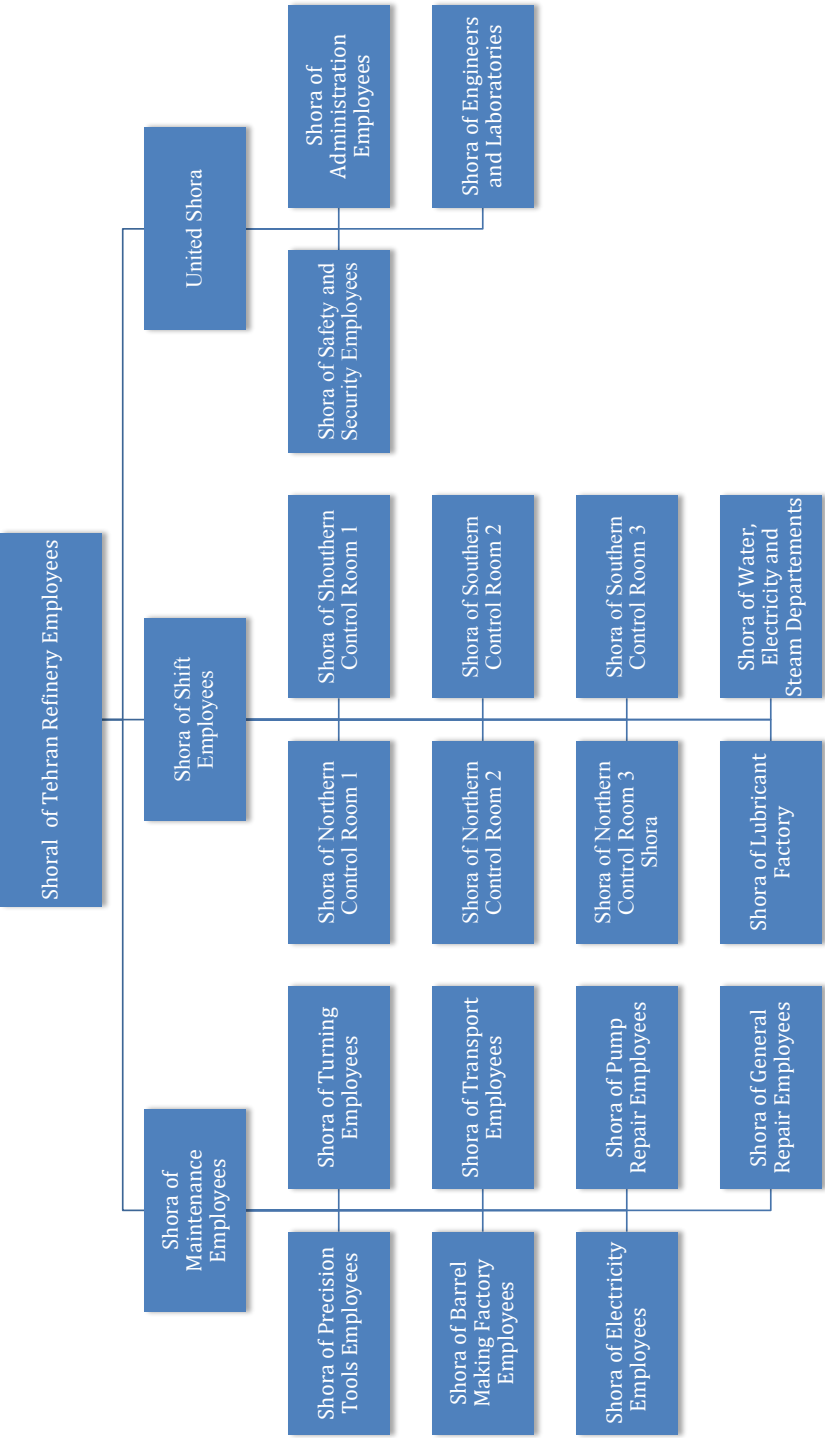 Shoral  of Tehran Refinery Employees
Shora of
Maintenance
Employees
Shora of Shift
Employees
United Shora
Shora of Precision
Tools Employees
Shora of Turning
Employees
Shora of Barrel
Making Factory
Employees
Shora of Transport
Employees
Shora of Electricity
Employees
Shora of Pump
Repair Employees
Shora of General
Repair Employees
Shora of Northern
Control Room 1
Shora of Shouthern
Control Room 1
Shora of Northern
Control Room 2
Shora of Southern
Control Room 2
Shora of Northern
Control Room 3
Shora
Shora of Southern
Control Room 3
Shora of Lubricant
Factory
Shora of Water,
Electricity and
Steam Departements
Shora of Safety and
Security Employees
Shora of
Administration
Employees
Shora of Engineers
and Laboratories